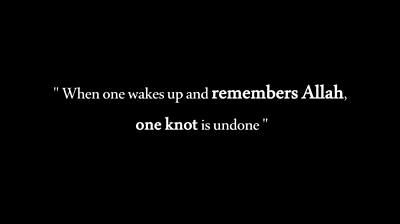 " When one wakes up and remembers Allah,
one knot is undone "